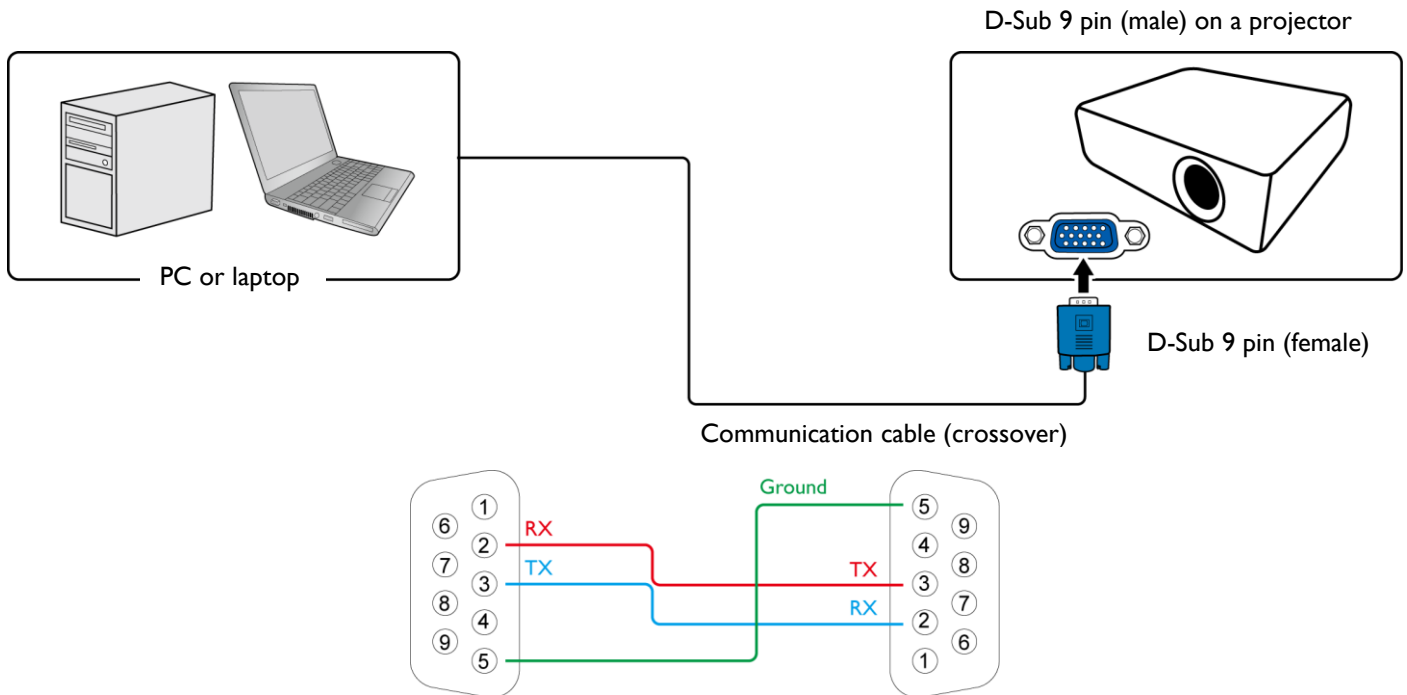 D-Sub 9 pin (male) on a projector
PC or laptop
D-Sub 9 pin (female)
Communication cable (crossover)
Ground
1
6
RX
2
7
TX
3
8
4
9
5
5
9
4
8
TX
3
7
RX
2
6
1